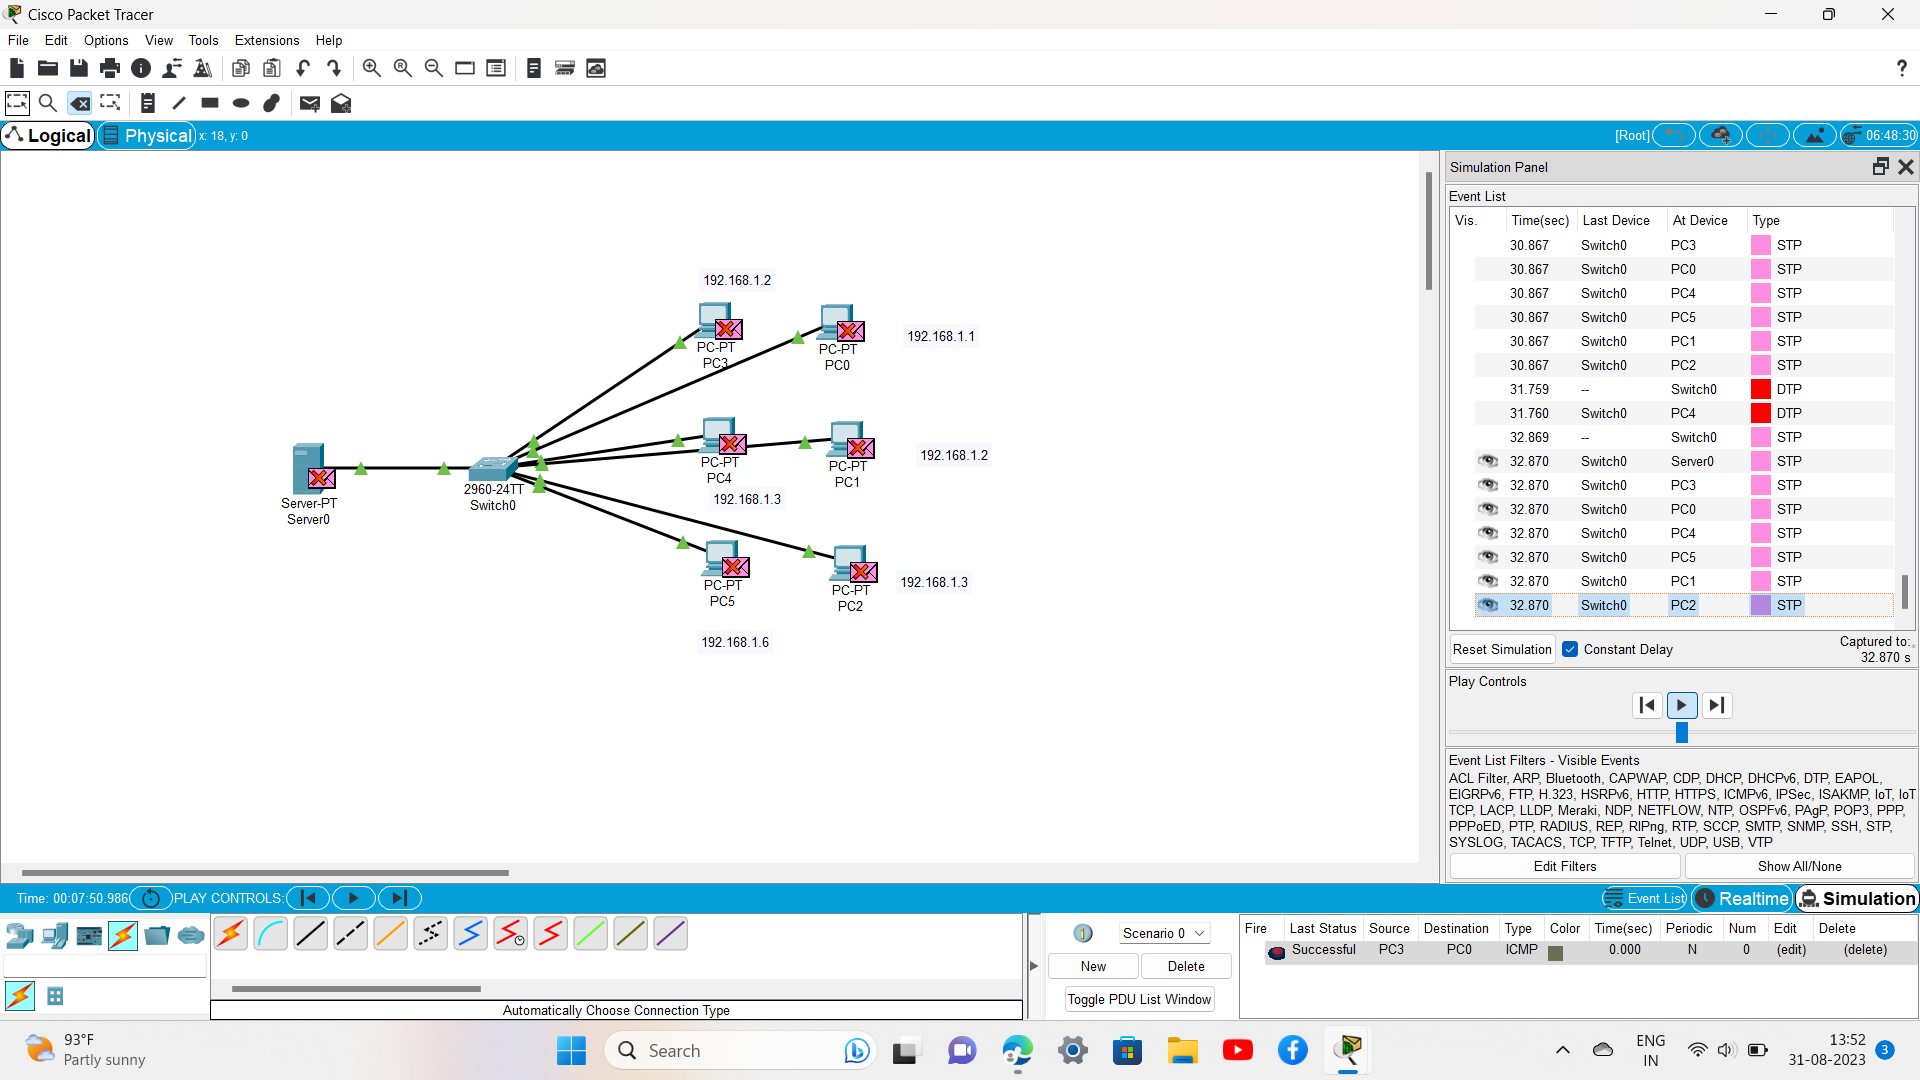 Cisco Packet Tracer
File Edit Options View Tools Extensions Help
?
Logical Physical x: 18, y: 0 [Root] 06:48:30
Simulation Panel
Event List
Vis. Time(sec) Last Device At Device Type
30.867 Switch0 PC3 STP
30.867 Switch0 PC0 STP
30.867 Switch0 PC4 STP
30.867 Switch0 PC5 STP
30.867 Switch0 PC1 STP
30.867 Switch0 PC2 STP
31.759 -- Switch0 DTP
31.760 Switch0 PC4 DTP
32.869 -- Switch0 STP
32.870 Switch0 Server0 STP
32.870 Switch0 PC3 STP
32.870 Switch0 PC0 STP
32.870 Switch0 PC4 STP
32.870 Switch0 PC5 STP
32.870 Switch0 PC1 STP
32.870 Switch0 PC2 STP
Reset Simulation Constant Delay Captured to:
32.870 s
Play Controls
Event List Filters - Visible Events
ACL Filter, ARP, Bluetooth, CAPWAP, CDP, DHCP, DHCPv6, DTP, EAPOL,
EIGRPv6, FTP, H.323, HSRPv6, HTTP, HTTPS, ICMPv6, IPSec, ISAKMP, IoT, IoT
TCP, LACP, LLDP, Meraki, NDP, NETFLOW, NTP, OSPFv6, PAgP, POP3, PPP,
PPPoED, PTP, RADIUS, REP, RIPng, RTP, SCCP, SMTP, SNMP, SSH, STP,
SYSLOG, TACACS, TCP, TFTP, Telnet, UDP, USB, VTP
Edit Filters Show All/None
192.168.1.2
PC-PT
PC3
PC-PT
PC0
192.168.1.1
PC-PT
PC4
192.168.1.3
PC-PT
PC1
192.168.1.2
Server-PT
Server0
2960-24TT
Switch0
PC-PT
PC5
192.168.1.6
PC-PT
PC2
192.168.1.3
Time: 00:07:50.986 PLAY CONTROLS: Event List Realtime Simulation
Automatically Choose Connection Type
1 Scenario 0
New Delete
Toggle PDU List Window
Fire Last Status Source Destination Type Color Time(sec) Periodic Num Edit Delete
Successful PC3 PC0 ICMP 0.000 N 0 (edit) (delete)
93°F
Partly sunny
Search
ENG
IN
13:52
31-08-2023
3